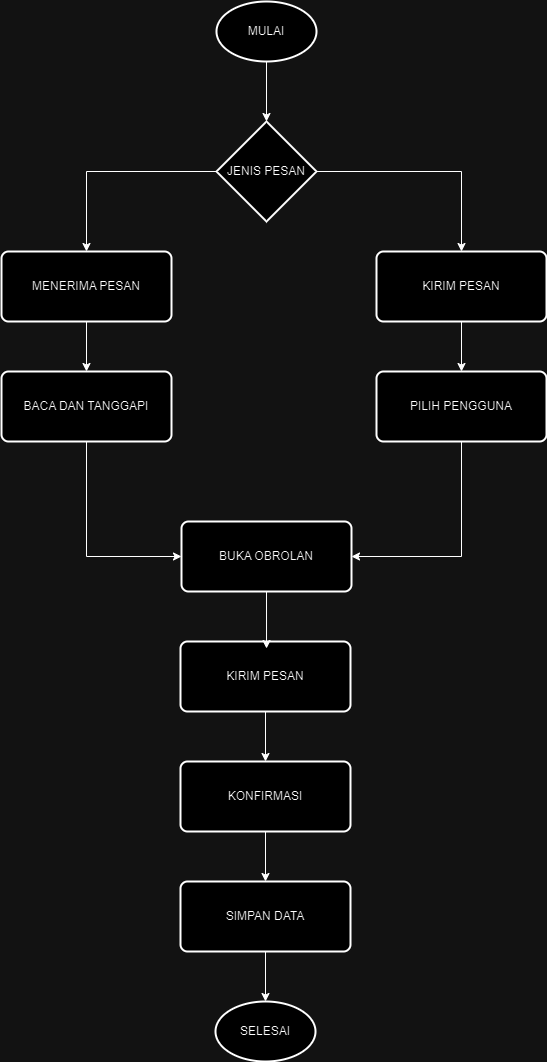 MULAI
JENIS PESAN
MENERIMA PESAN
KIRIM PESAN
BACA DAN TANGGAPI
PILIH PENGGUNA
BUKA OBROLAN
KIRIM PESAN
KONFIRMASI
SIMPAN DATA
SELESAI